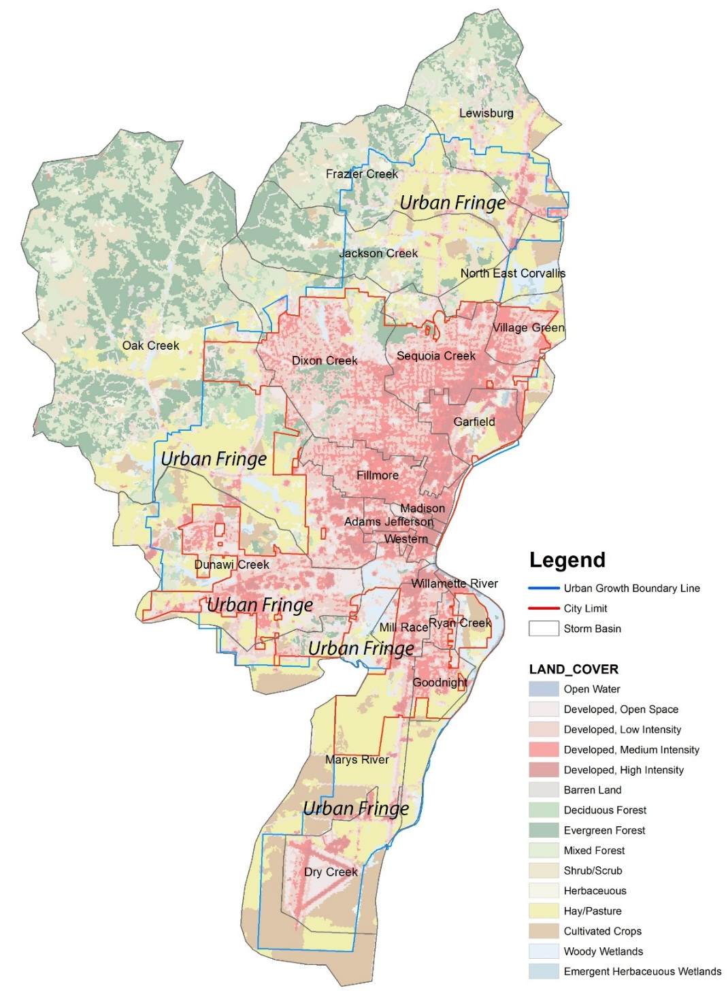 Lewisburg
Frazier Creek
Urban Fringe
Jackson Creek
North East Corvallis
Village Green
Oak Creek
Sequoia Creek
Dixon Creek
Garfield
Urban Fringe
Fillmore
Madison
Adams Jefferson
Western
Dunawi Creek
Willamette River
Urban Fringe
Ryan Creek
Mill Race
Urban Fringe
Goodnight
Marys River
Urban Fringe
Dry Creek
Legend
Urban Growth Boundary Line
City Limit
Storm Basin
LAND_COVER
Open Water
Developed, Open Space
Developed, Low Intensity
Developed, Medium Intensity
Developed, High Intensity
Barren Land
Deciduous Forest
Evergreen Forest
Mixed Forest
Shrub/Scrub
Herbaceuous
Hay/Pasture
Cultivated Crops
Woody Wetlands
Emergent Herbaceuous Wetlands